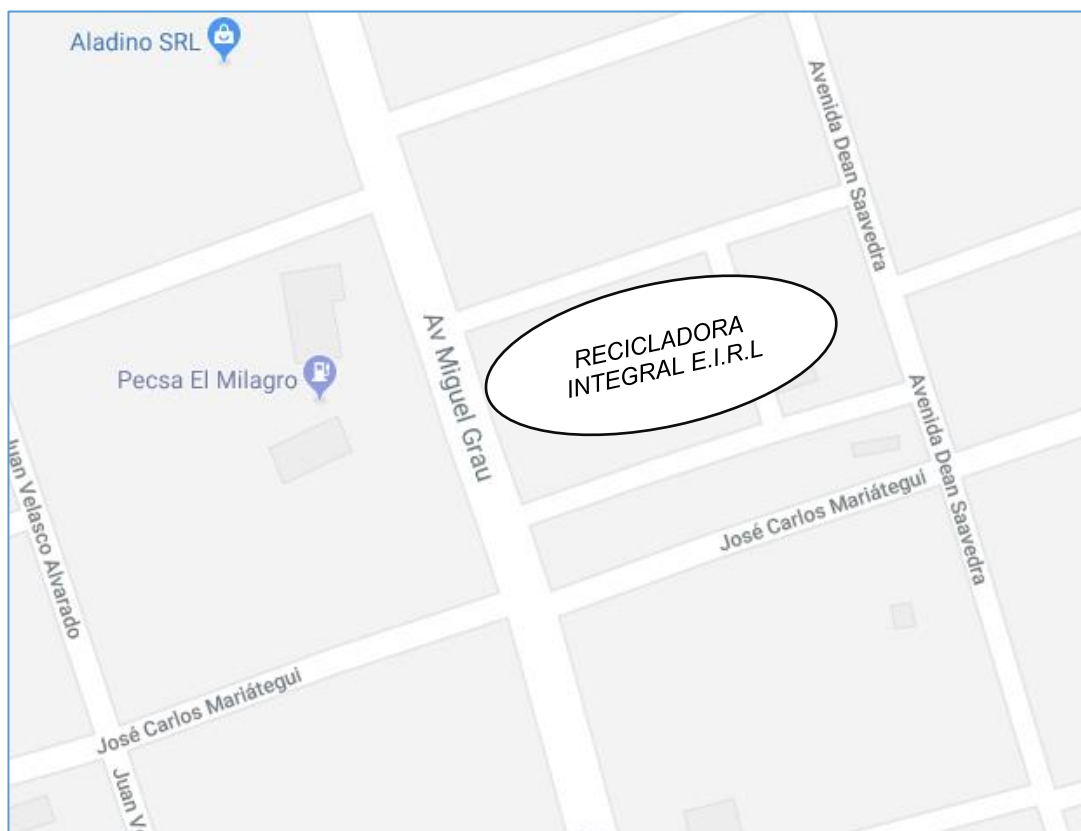 Aladino SRL
Avenida Dean Saavedra
Av Miguel Grau
RECICLADORA
INTEGRAL E.I.R.L
Pecsa El Milagro
Avenida Dean Saavedra
Juan Velasco Alvarado
José Carlos Mariátegui
José Carlos Mariátegui
Juan